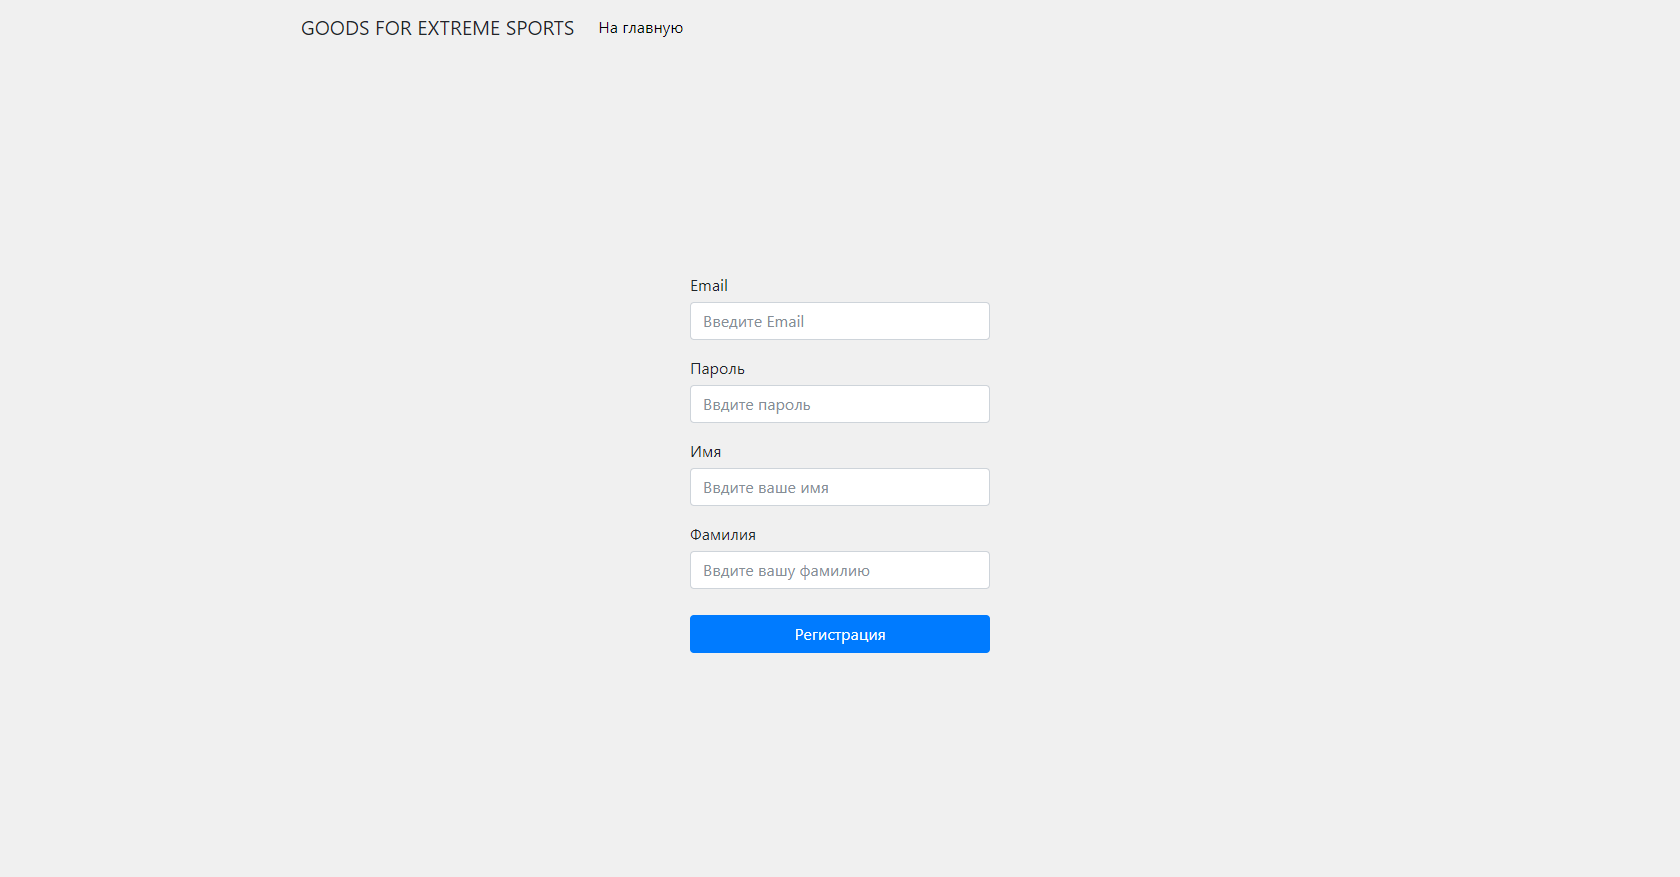 GOODS FOR EXTREME SPORTS На главную
Email
Введите Email
Пароль
Ввдите пароль
Имя
Ввдите ваше имя
Фамилия
Ввдите вашу фамилию
Регистрация